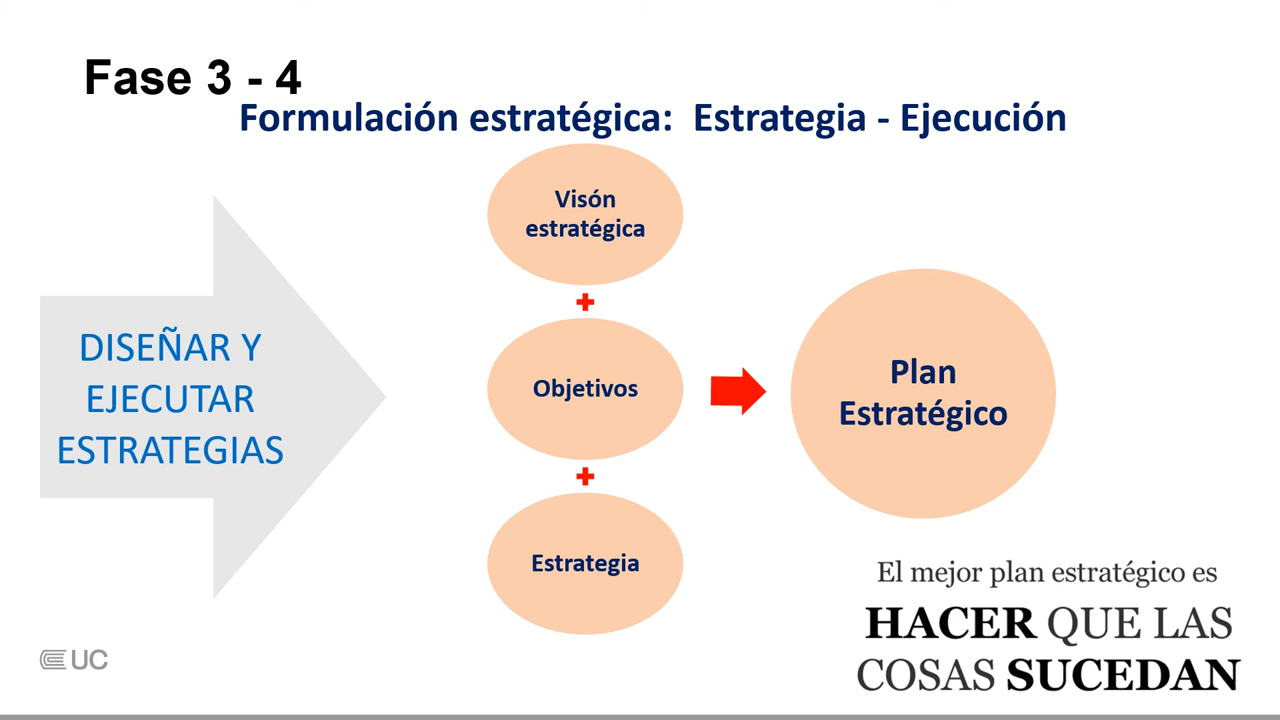 Fase 3 - 4
Formulación estratégica: Estrategia - Ejecución
DISEÑAR Y
EJECUTAR
ESTRATEGIAS
Visón
estratégica
Objetivos
Estrategia
Plan
Estratégico
El mejor plan estratégico es
HACER QUE LAS
COSAS SUCEDAN
UC